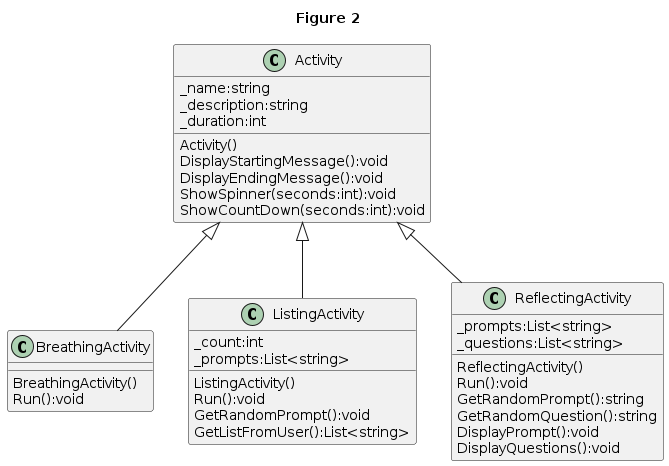 Figure 2
C Activity
_name:string
_description:string
_duration:int
Activity()
DisplayStartingMessage():void
DisplayEndingMessage():void
ShowSpinner(seconds:int):void
ShowCountDown(seconds:int):void
C BreathingActivity
BreathingActivity()
Run():void
C ListingActivity
_count:int
_prompts:List<string>
ListingActivity()
Run():void
GetRandomPrompt():void
GetListFromUser():List<string>
C ReflectingActivity
_prompts:List<string>
_questions:List<string>
ReflectingActivity()
Run():void
GetRandomPrompt():string
GetRandomQuestion():string
DisplayPrompt():void
DisplayQuestions():void